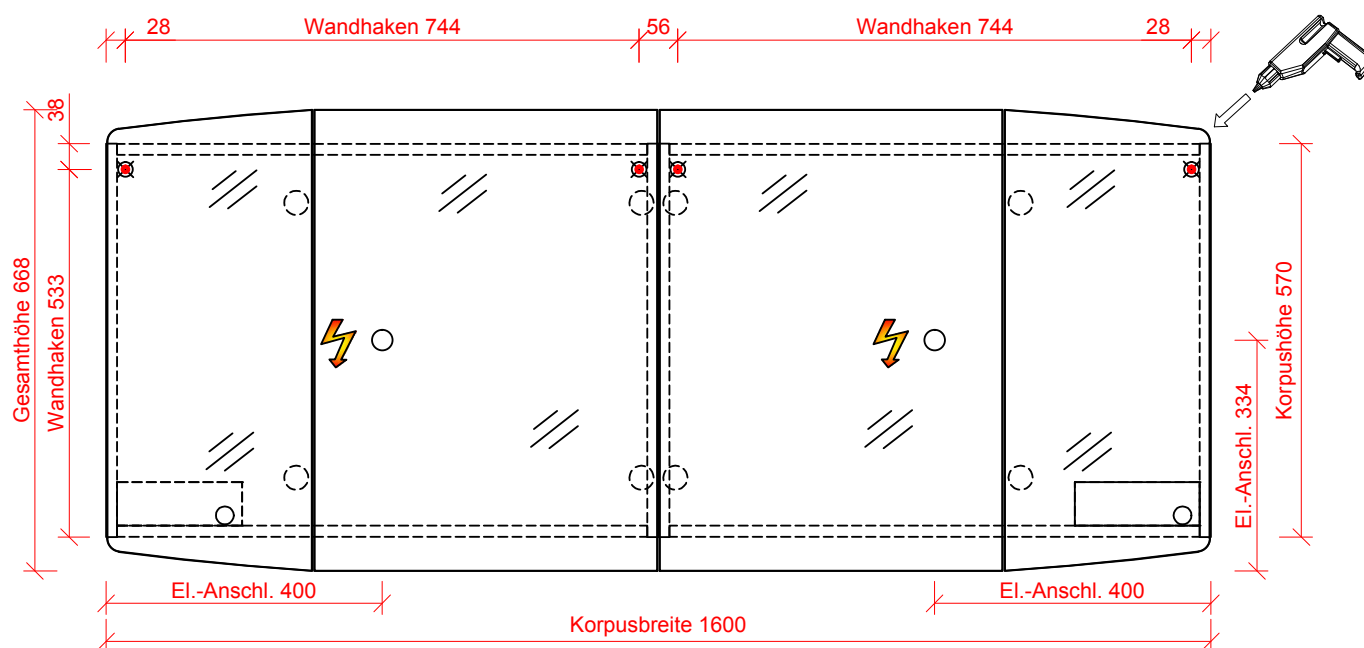 28
Wandhaken 744
56
Wandhaken 744
28
38
Gesamthöhe 668
Wandhaken 533
Korpushöhe 570
El.-Anschl. 334
El.-Anschl. 400
El.-Anschl. 400
Korpusbreite 1600